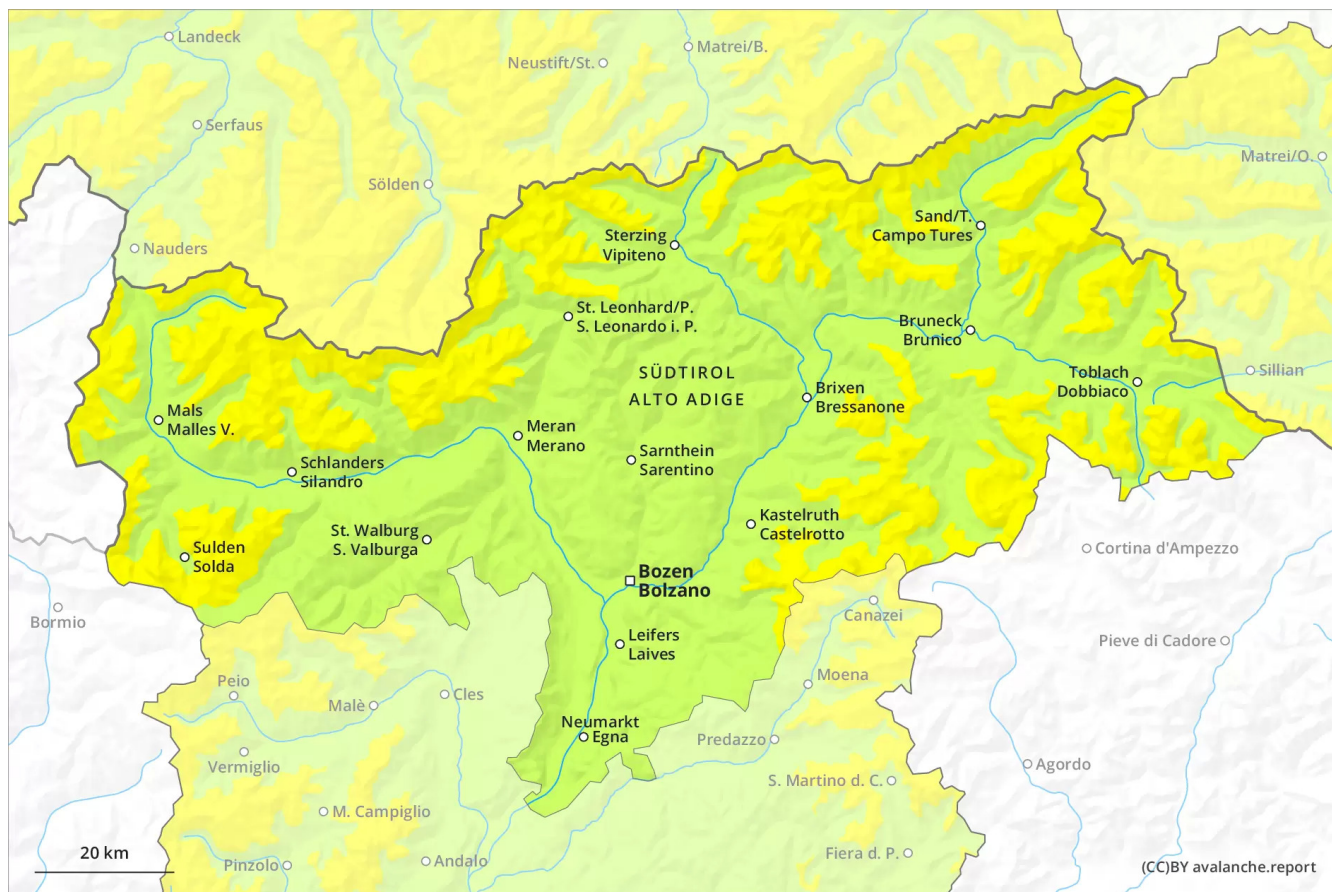 Landeck
Matrei/B.
Neustift/St.
Serfaus
Matrei/O.
Sölden
Sand/T.
Campo Tures
Sterzing
Vipiteno
Nauders
St. Leonhard/P.
S. Leonardo i. P.
Bruneck
Brunico
SÜDTIROL
ALTO ADIGE
Toblach
Dobbiaco
Sillian
Brixen
Bressanone
Mals
Malles V.
Meran
Merano
Sarnthein
Sarentino
Schlanders
Silandro
Kastelruth
Castelrotto
St. Walburg
S. Valburga
Sulden
Solda
Cortina d'Ampezzo
Bozen
Bolzano
Bormio
Canazei
Leifers
Laives
Pieve di Cadore
Peio
Moena
Malè
Cles
Neumarkt
Egna
Predazzo
Vermiglio
Agordo
S. Martino d. C.
M. Campiglio
20 km
Pinzolo
Andalo
Fiera d. P.
(CC)BY avalanche.report